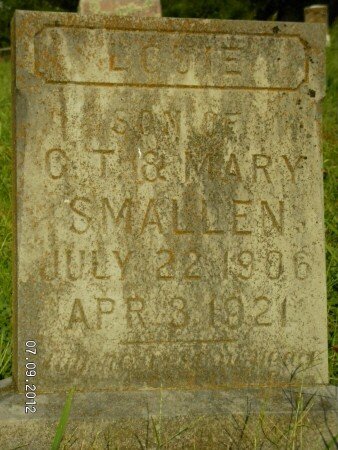 LOUIE
SON OF
C T & MARY
SMALLEN
JULY 22 1906
APR 3 1921
07.09.2012